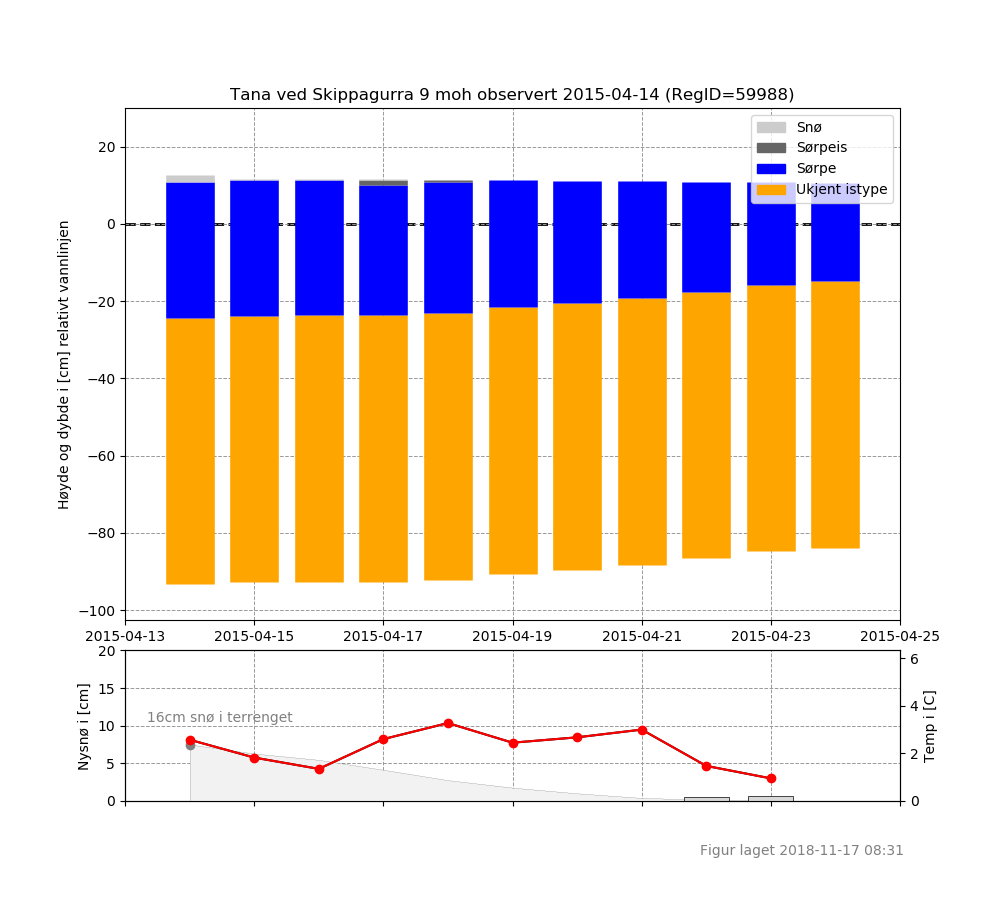 Tana ved Skippagurra 9 moh observert 2015-04-14 (RegID=59988)
Snø
Sørpeis
Sørpe
Ukjent istype
Høyde og dybde i [cm] relativt vannlinjen
20
0
−20
−40
−60
−80
−100
2015-04-13 2015-04-15 2015-04-17 2015-04-19 2015-04-21 2015-04-23 2015-04-25
Nysnø i [cm]
20
15
10
5
0
16cm snø i terrenget
6
4
2
0
Temp i [C]
Figur laget 2018-11-17 08:31